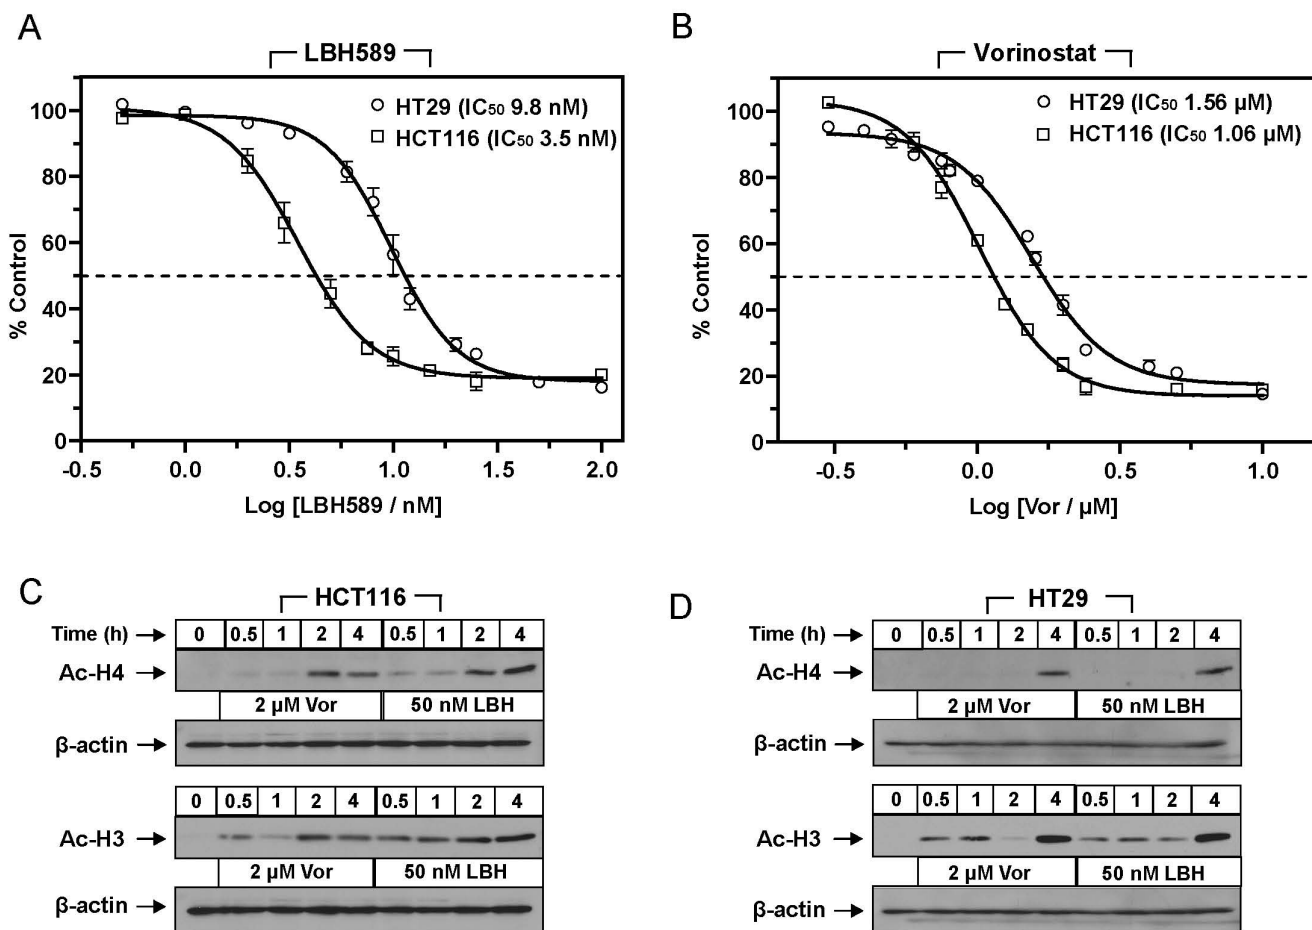 A
LBH589
HT29 (IC₅₀ 9.8 nM)
HCT116 (IC₅₀ 3.5 nM)
% Control
100
80
60
40
20
0
-0.5 0.0 0.5 1.0 1.5 2.0
Log [LBH589 / nM]
B
Vorinostat
HT29 (IC₅₀ 1.56 µM)
HCT116 (IC₅₀ 1.06 µM)
% Control
100
80
60
40
20
0
-0.5 0.0 0.5 1.0
Log [Vor / µM]
C
HCT116
Time (h) 0 0.5 1 2 4 0.5 1 2 4
Ac-H4
2 µM Vor 50 nM LBH
β-actin
0 0.5 1 2 4 0.5 1 2 4
Ac-H3
2 µM Vor 50 nM LBH
β-actin
D
HT29
Time (h) 0 0.5 1 2 4 0.5 1 2 4
Ac-H4
2 µM Vor 50 nM LBH
β-actin
0 0.5 1 2 4 0.5 1 2 4
Ac-H3
2 µM Vor 50 nM LBH
β-actin